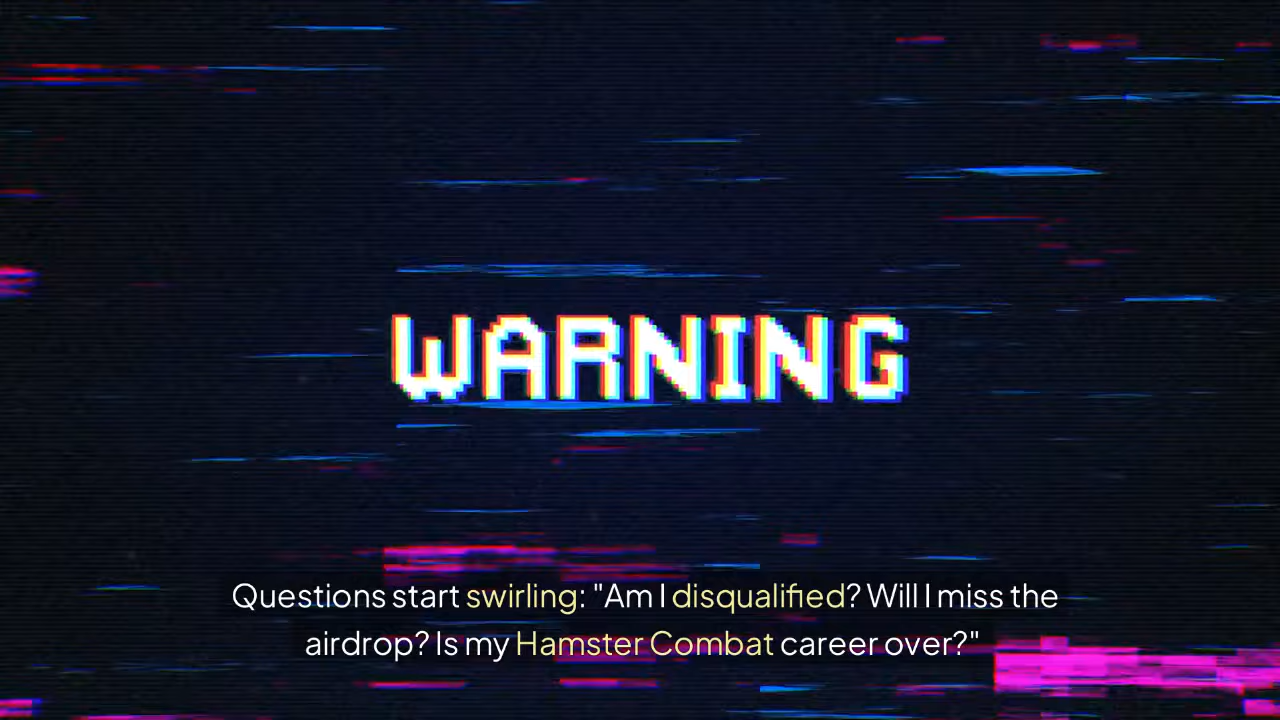 WARNING
Questions start swirling: "Am I disqualified? Will I miss the
airdrop? Is my Hamster Combat career over?"